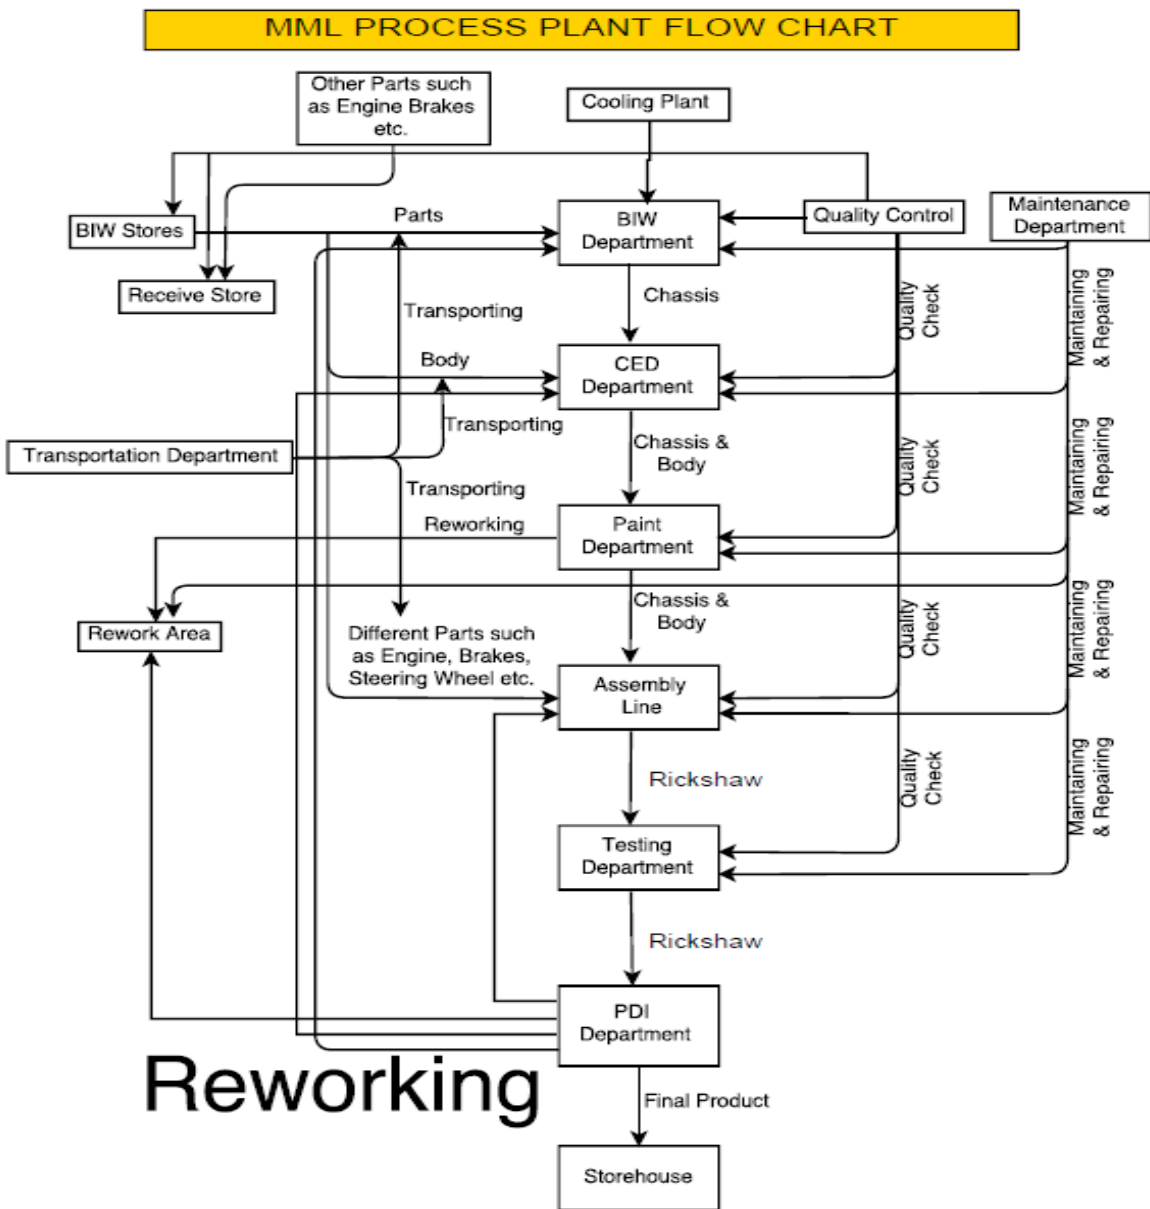 MML PROCESS PLANT FLOW CHART
Other Parts such
as Engine Brakes
etc.
Cooling Plant
BIW Stores
Parts
BIW
Department
Quality Control
Maintenance
Department
Receive Store
Transporting
Chassis
Quality
Check
Maintaining
& Repairing
Body
CED
Department
Transporting
Transportation Department
Chassis &
Body
Quality
Check
Maintaining
& Repairing
Transporting
Reworking
Paint
Department
Rework Area
Different Parts such
as Engine, Brakes,
Steering Wheel etc.
Chassis &
Body
Quality
Check
Maintaining
& Repairing
Assembly
Line
Rickshaw
Quality
Check
Maintaining
& Repairing
Testing
Department
Rickshaw
PDI
Department
Reworking
Final Product
Storehouse